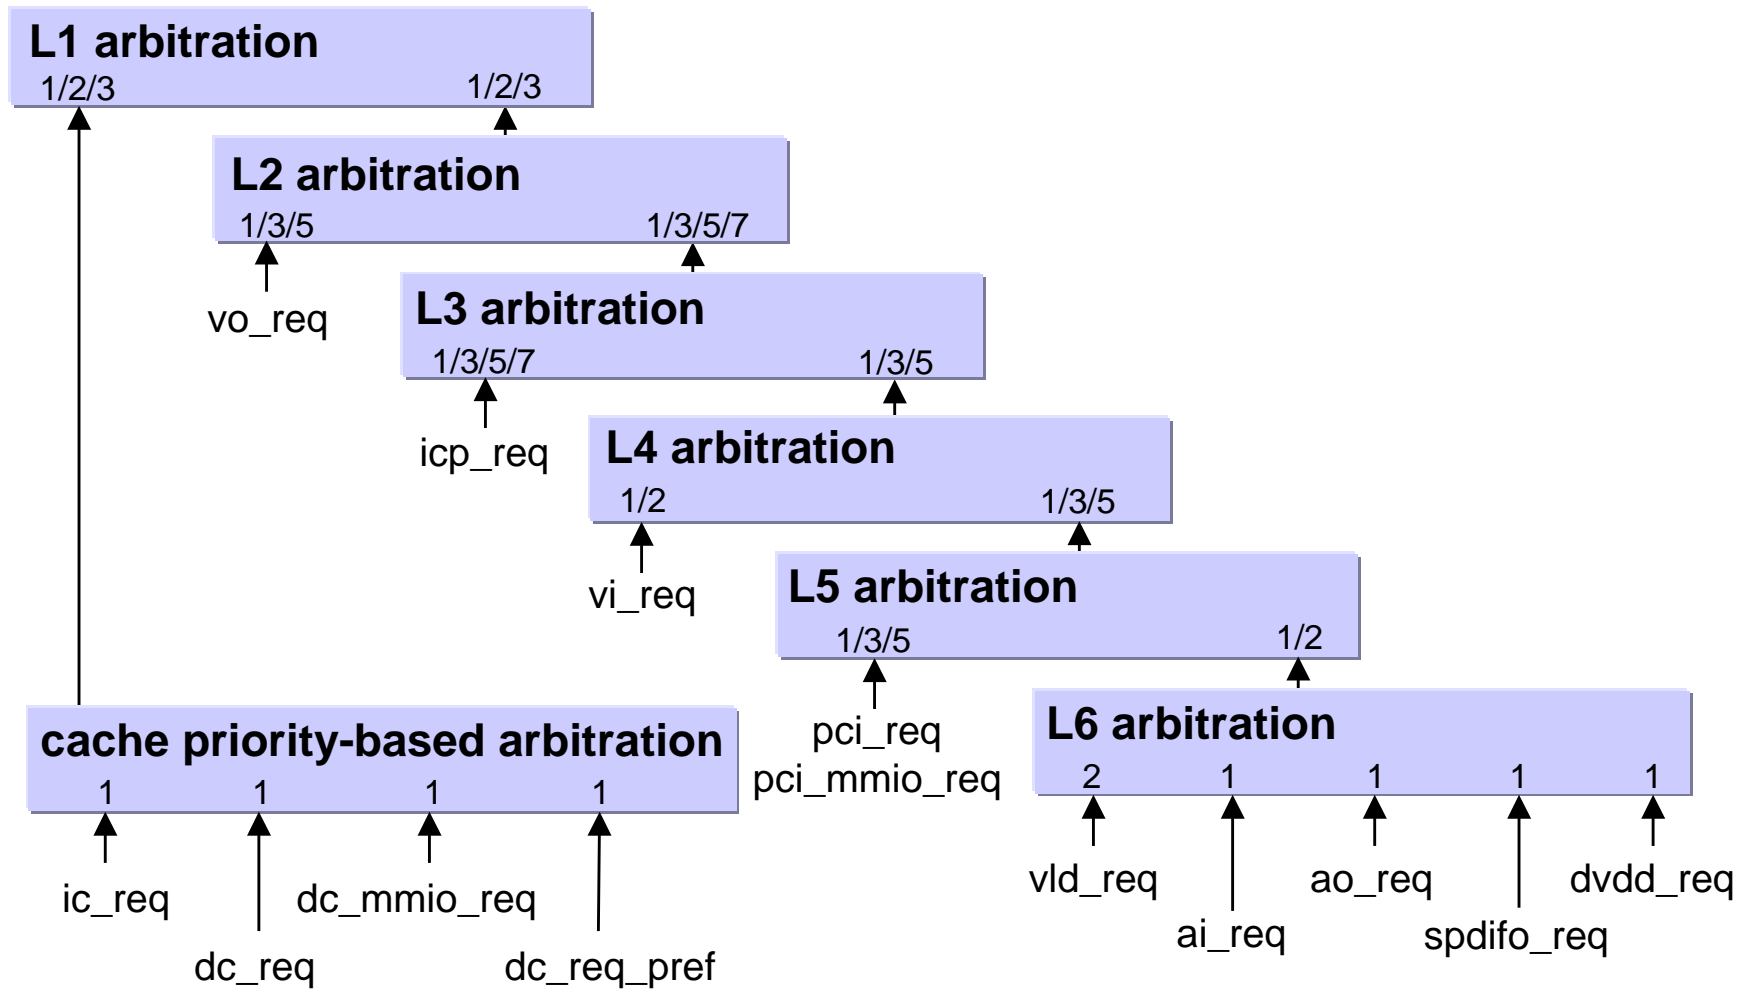 L1 arbitration
1/2/3 1/2/3
L2 arbitration
1/3/5 1/3/5/7
vo_req
L3 arbitration
1/3/5/7 1/3/5
icp_req
L4 arbitration
1/2 1/3/5
vi_req
L5 arbitration
1/3/5 1/2
pci_req
pci_mmio_req
L6 arbitration
2 1 1 1 1
vld_req ao_req dvdd_req
ai_req spdifo_req
cache priority-based arbitration
1 1 1 1
ic_req dc_mmio_req
dc_req dc_req_pref